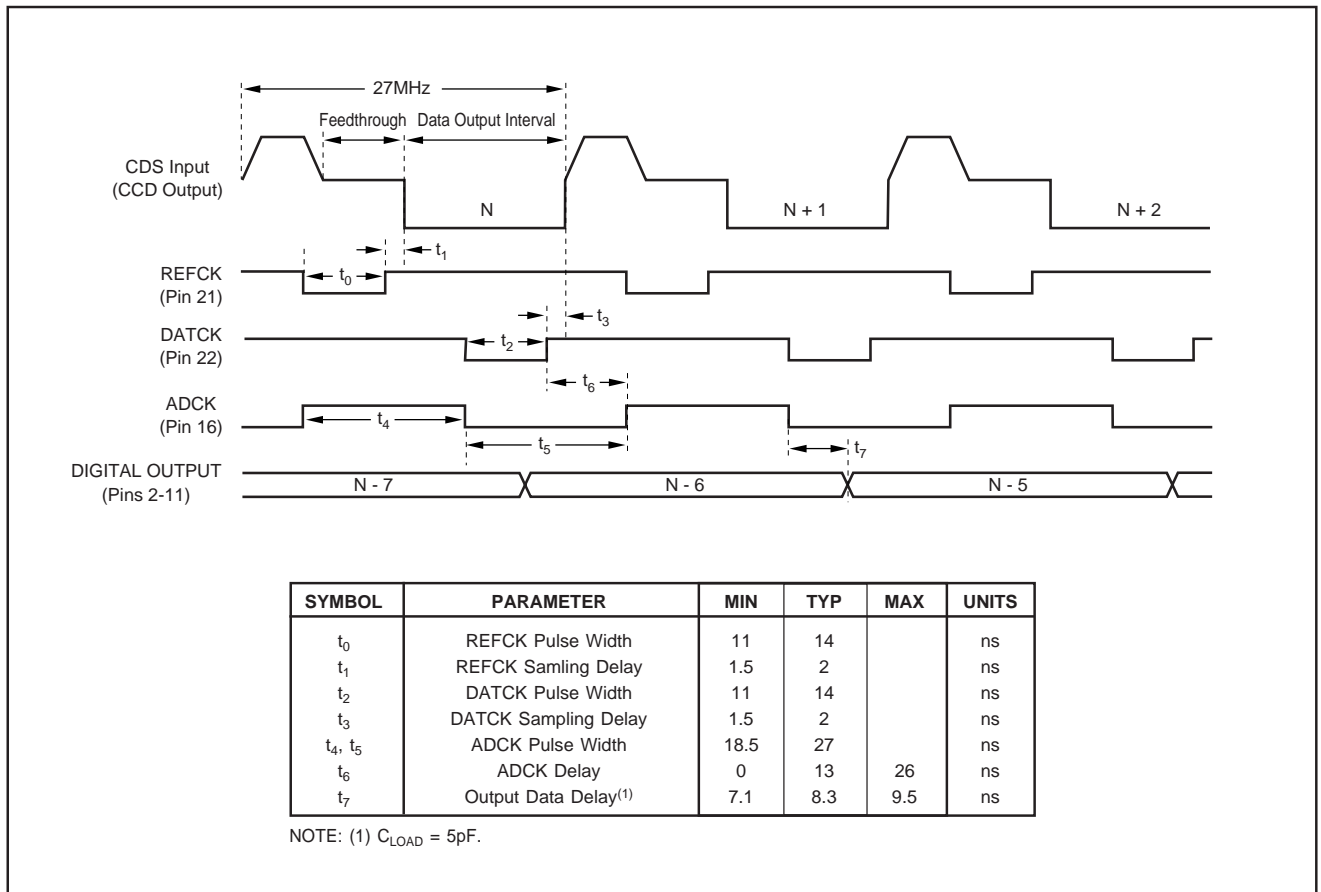 27MHz
Feedthrough Data Output Interval
CDS Input
(CCD Output)
N
N + 1
N + 2
t1
REFCK
(Pin 21)
t0
t3
DATCK
(Pin 22)
t2
t6
ADCK
(Pin 16)
t4
t5
t7
DIGITAL OUTPUT
(Pins 2-11)
N - 7
N - 6
N - 5
SYMBOL PARAMETER MIN TYP MAX UNITS
t0 REFCK Pulse Width 11 14 ns
t1 REFCK Samling Delay 1.5 2 ns
t2 DATCK Pulse Width 11 14 ns
t3 DATCK Sampling Delay 1.5 2 ns
t4, t5 ADCK Pulse Width 18.5 27 ns
t6 ADCK Delay 0 13 26 ns
t7 Output Data Delay(1) 7.1 8.3 9.5 ns
NOTE: (1) CLOAD = 5pF.